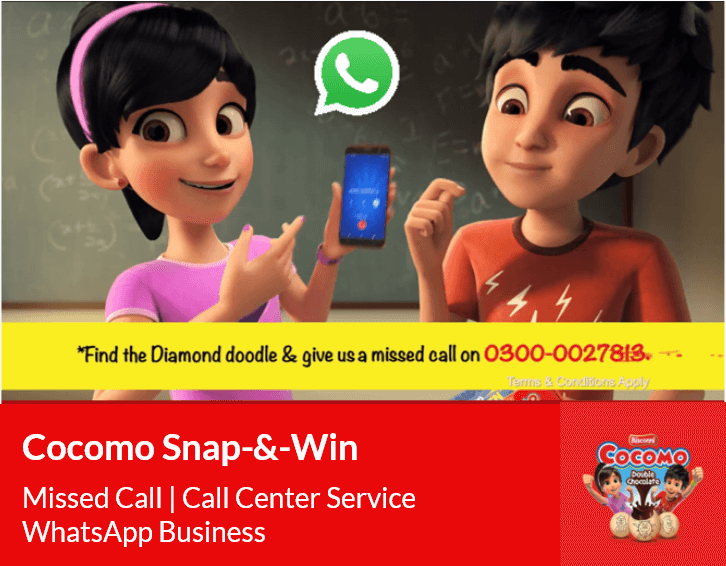 *Find the Diamond doodle & give us a missed call on 0300-0027813.
Terms & Conditions Apply
Cocomo Snap-&-Win
Missed Call | Call Center Service
WhatsApp Business
Bisconni
COCOMO
Double
Chocolate